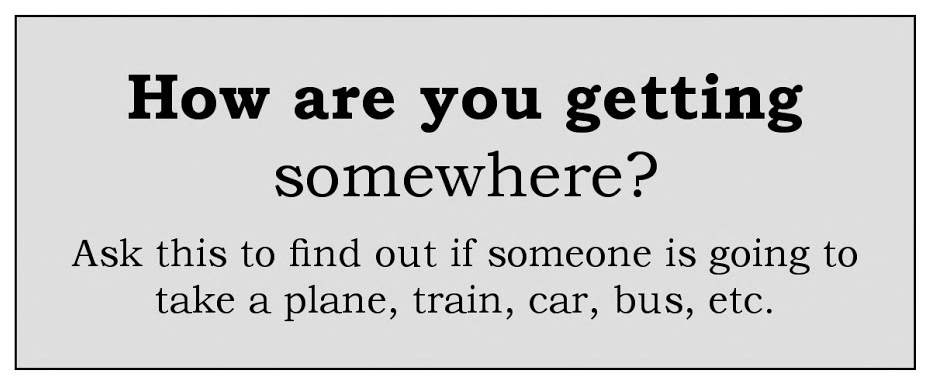 How are you getting
somewhere?
Ask this to find out if someone is going to
take a plane, train, car, bus, etc.